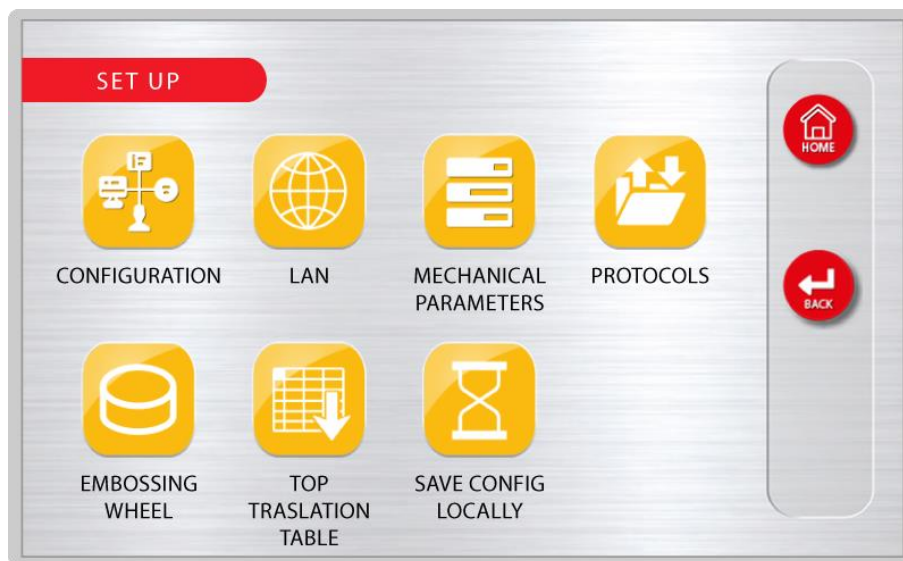 SET UP
HOME
CONFIGURATION
LAN
MECHANICAL
PARAMETERS
PROTOCOLS
BACK
EMBOSSING
WHEEL
TOP
TRASLATION
TABLE
SAVE CONFIG
LOCALLY